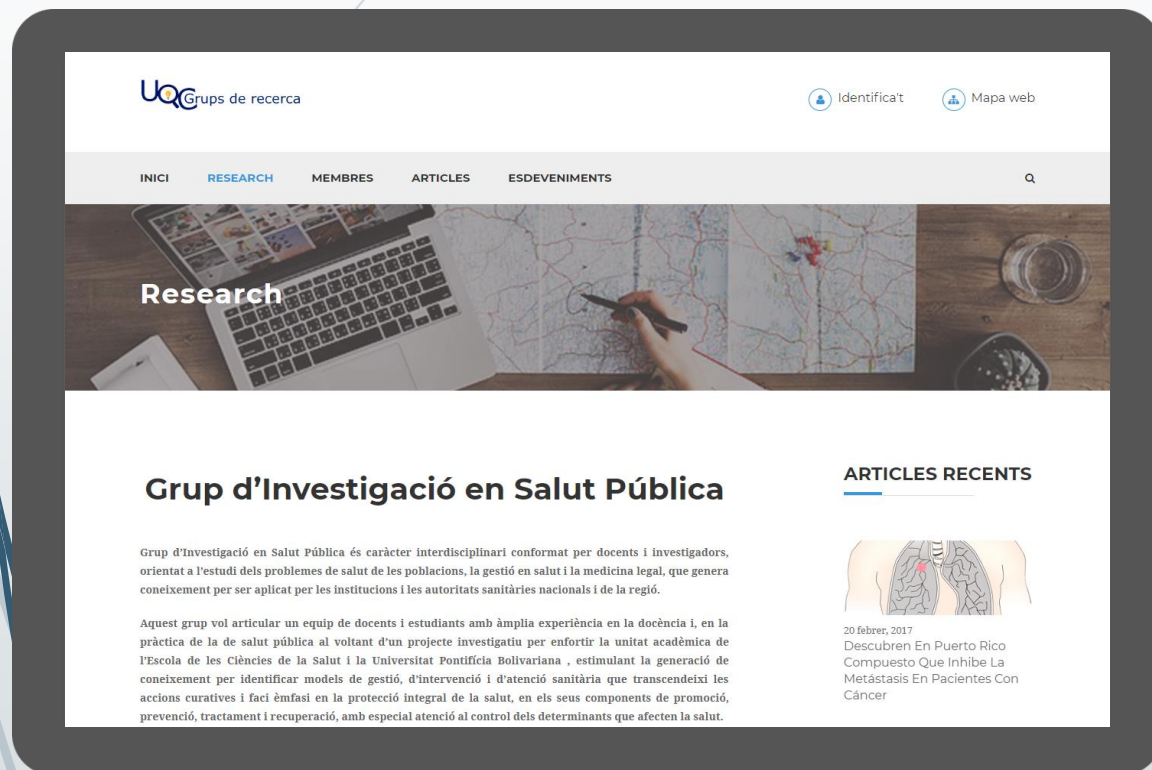 UQG Grups de recerca
Identifica't
Mapa web
INICI RESEARCH MEMBRES ARTICLES ESDEVENIMENTS
Research
Grup d'Investigació en Salut Pública
Grup d'Investigació en Salut Pública és caràcter interdisciplinari conformat per docents i investigadors,
orientat a l'estudi dels problemes de salut de les poblacions, la gestió en salut i la medicina legal, que genera
coneixement per ser aplicat per les institucions i les autoritats sanitàries nacionals i de la regió.
Aquest grup vol articular un equip de docents i estudiants amb àmplia experiència en la docència i, en la
pràctica de la de salut pública al voltant d'un projecte investigatiu per enfortir la unitat acadèmica de
l'Escola de les Ciències de la Salut i la Universitat Pontifícia Bolivariana , estimulant la generació de
coneixement per identificar models de gestió, d'intervenció i d'atenció sanitària que transcendeixi les
accions curatives i faci èmfasi en la protecció integral de la salut, en els seus components de promoció,
prevenció, tractament i recuperació, amb especial atenció al control dels determinants que afecten la salut.
ARTICLES RECENTS
20 febrer, 2017
Descubren En Puerto Rico
Compuesto Que Inhibe La
Metástasis En Pacientes Con
Cáncer